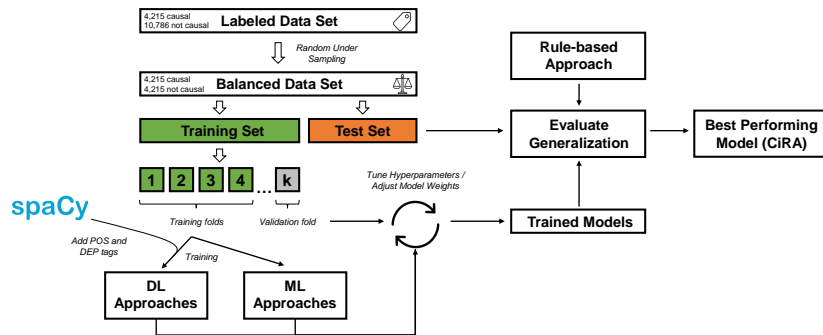 4,215 causal
10,786 not causal
Labeled Data Set
Random Under
Sampling
4,215 causal
4,215 not causal
Balanced Data Set
Training Set
Test Set
1 2 3 4 ... k
Training folds
Validation fold
spaCy
Add POS and
DEP tags
Training
DL
Approaches
ML
Approaches
Tune Hyperparameters /
Adjust Model Weights
Rule-based
Approach
Evaluate
Generalization
Trained Models
Best Performing
Model (CiRA)